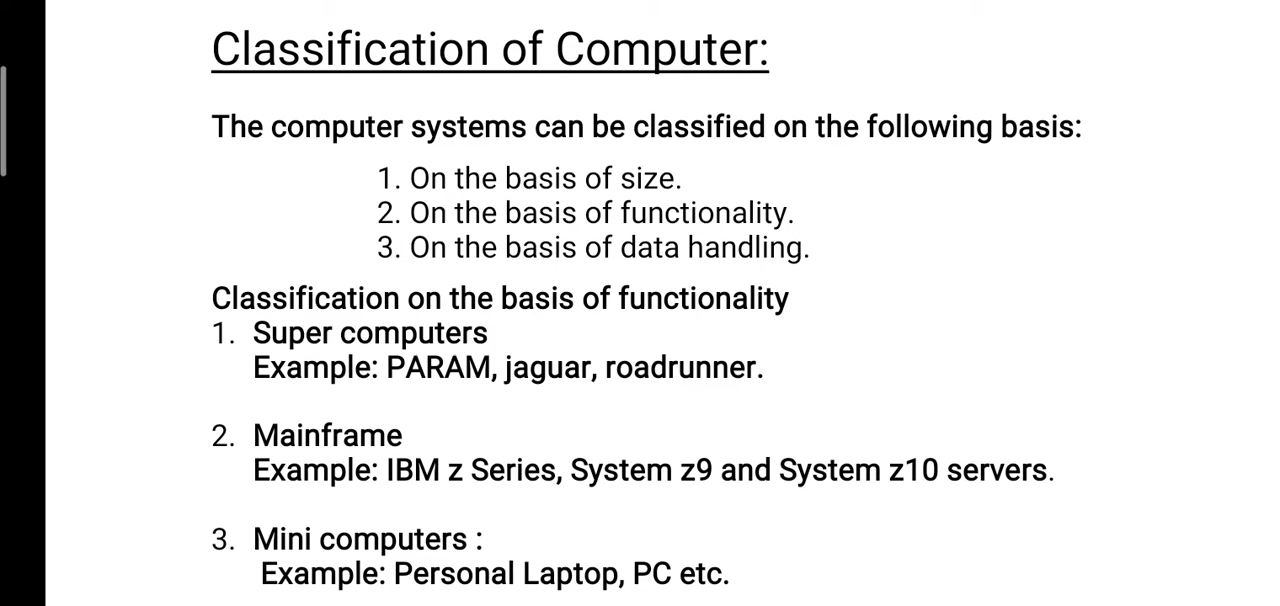 Classification of Computer:
The computer systems can be classified on the following basis:
1. On the basis of size.
2. On the basis of functionality.
3. On the basis of data handling.
Classification on the basis of functionality
1. Super computers
Example: PARAM, jaguar, roadrunner.
2. Mainframe
Example: IBM z Series, System z9 and System z10 servers.
3. Mini computers :
Example: Personal Laptop, PC etc.